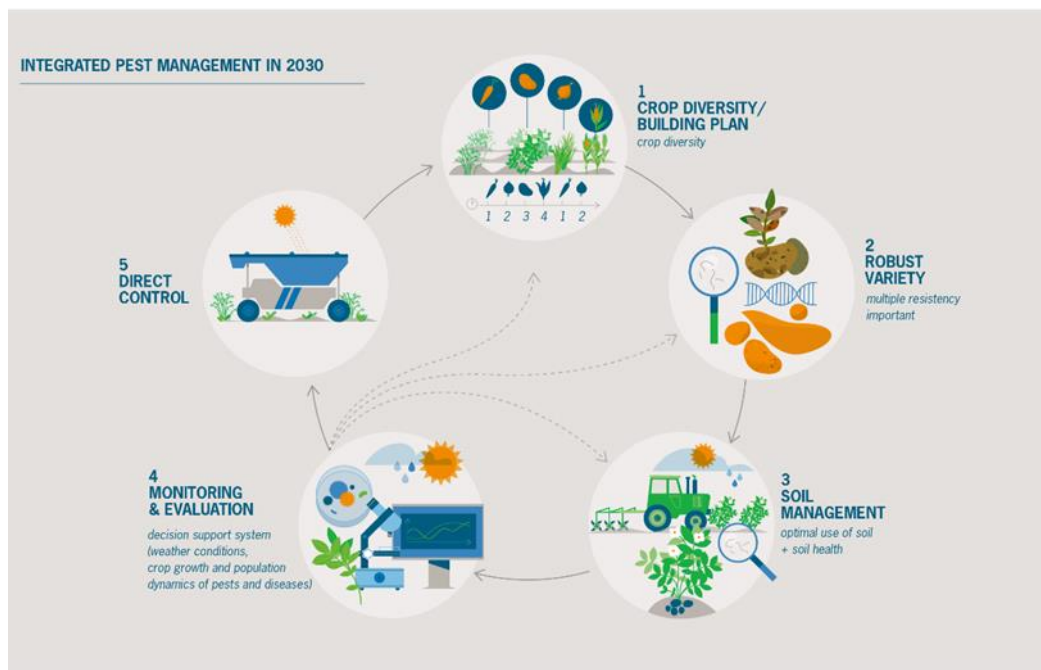 INTEGRATED PEST MANAGEMENT IN 2030
1
CROP DIVERSITY/
BUILDING PLAN
crop diversity
1 2 3 4 1 2
2
ROBUST
VARIETY
multiple resistency
important
3
SOIL
MANAGEMENT
optimal use of soil
+ soil health
4
MONITORING
& EVALUATION
decision support system
(weather conditions,
crop growth and population
dynamics of pests and diseases)
5
DIRECT
CONTROL